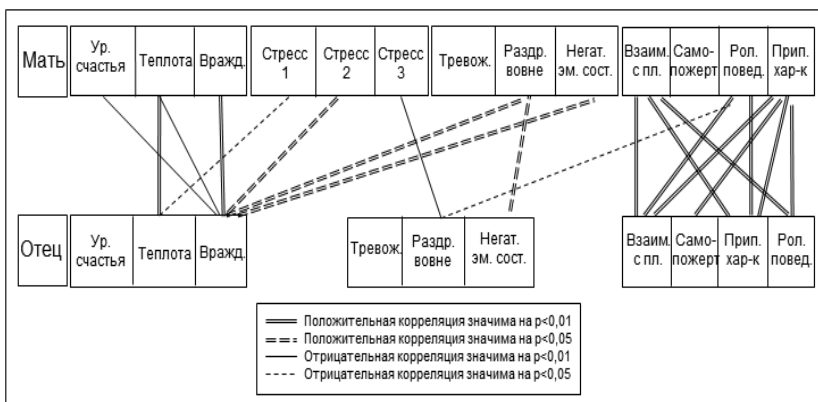 Мать
Ур.
счастья
Теплота
Вражд.
Стресс
1
Стресс
2
Стресс
3
Тревож.
Раздр.
вовне
Негат.
эм. сост.
Взаим.
с пл.
Само-
пожерт
Рол.
повед.
Прип.
хар-к
Отец
Ур.
счастья
Теплота
Вражд.
Тревож.
Раздр.
вовне
Негат.
эм. сост.
Взаим.
с пл.
Само-
пожерт
Прип.
хар-к
Рол.
повед.
Положительная корреляция значима на p<0,01
Положительная корреляция значима на p<0,05
Отрицательная корреляция значима на p<0,01
Отрицательная корреляция значима на p<0,05